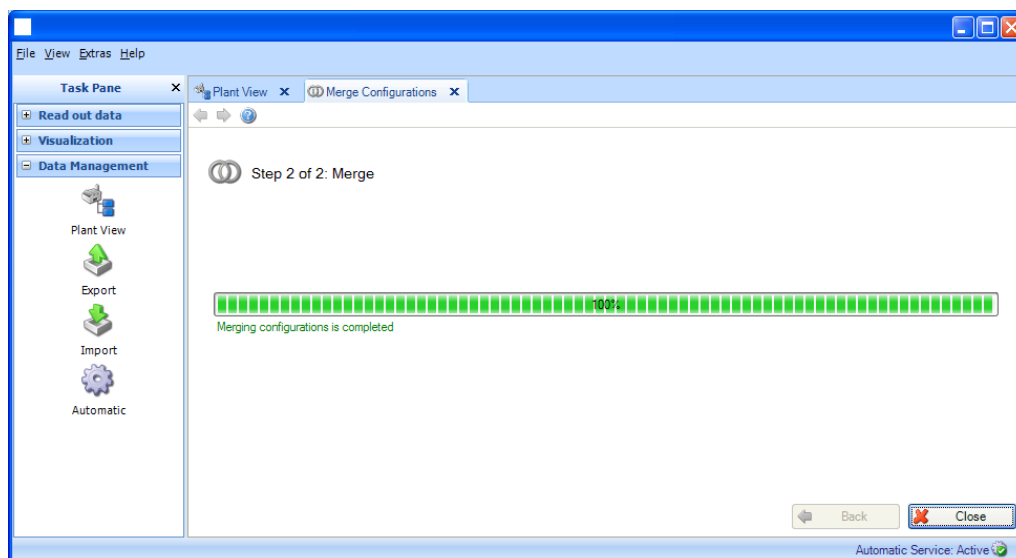 File View Extras Help
Task Pane
Plant View
Merge Configurations
Read out data
Visualization
Data Management
Step 2 of 2: Merge
Plant View
Export
100%
Merging configurations is completed
Import
Automatic
Back
Close
Automatic Service: Active